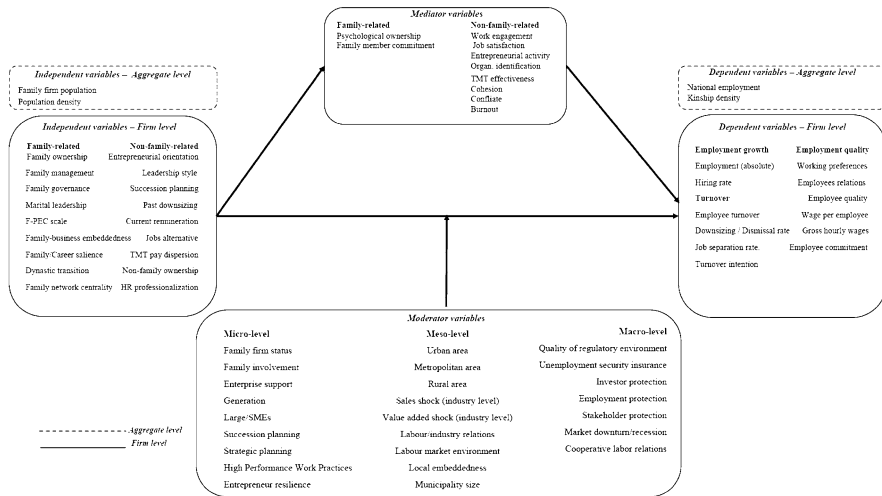 Mediator variables
Family-related
Psychological ownership
Family member commitment
Non-family-related
Work engagement
Job satisfaction
Entrepreneurial activity
Organ. identification
TMT effectiveness
Cohesion
Confliate
Burnout
Independent variables – Aggregate level
Family firm population
Population density
Independent variables – Firm level
Family-related
Family ownership
Family management
Family governance
Marital leadership
F-PEC scale
Family-business embeddedness
Family/Career salience
Dynastic transition
Family network centrality
Non-family-related
Entrepreneurial orientation
Leadership style
Succession planning
Past downsizing
Current remuneration
Jobs alternative
TMT pay dispersion
Non-family ownership
HR professionalization
Dependent variables – Aggregate level
National employment
Kinship density
Dependent variables – Firm level
Employment growth
Employment (absolute)
Hiring rate
Turnover
Employee turnover
Downsizing / Dismissal rate
Job separation rate.
Turnover intention
Employment quality
Working preferences
Employees relations
Employee quality
Wage per employee
Gross hourly wages
Employee commitment
Moderator variables
Micro-level
Family firm status
Family involvement
Enterprise support
Generation
Large/SMEs
Succession planning
Strategic planning
High Performance Work Practices
Entrepreneur resilience
Meso-level
Urban area
Metropolitan area
Rural area
Sales shock (industry level)
Value added shock (industry level)
Labour/industry relations
Labour market environment
Local embeddedness
Municipality size
Macro-level
Quality of regulatory environment
Unemployment security insurance
Investor protection
Employment protection
Stakeholder protection
Market downturn/recession
Cooperative labor relations
Aggregate level
Firm level